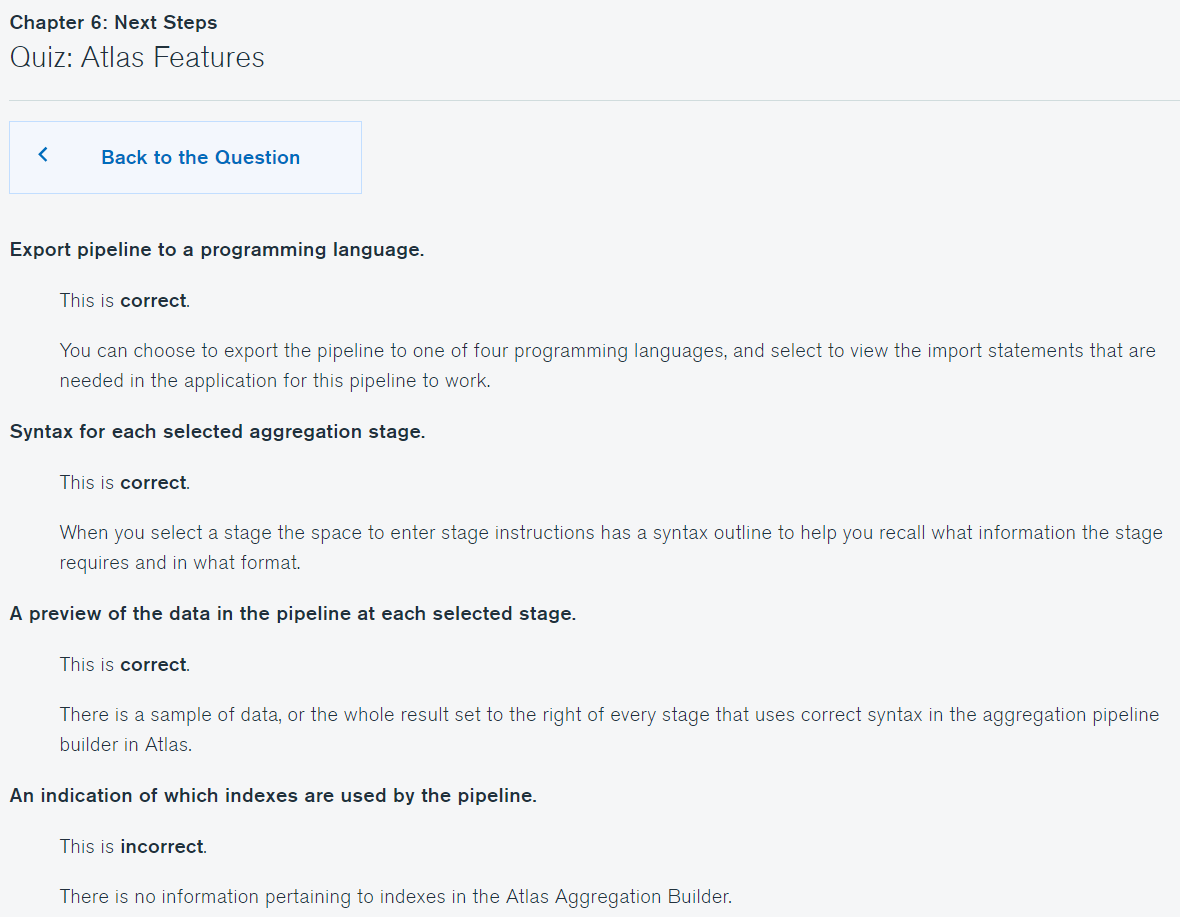 Chapter 6: Next Steps
Quiz: Atlas Features
Back to the Question
Export pipeline to a programming language.
This is correct.
You can choose to export the pipeline to one of four programming languages, and select to view the import statements that are
needed in the application for this pipeline to work.
Syntax for each selected aggregation stage.
This is correct.
When you select a stage the space to enter stage instructions has a syntax outline to help you recall what information the stage
requires and in what format.
A preview of the data in the pipeline at each selected stage.
This is correct.
There is a sample of data, or the whole result set to the right of every stage that uses correct syntax in the aggregation pipeline
builder in Atlas.
An indication of which indexes are used by the pipeline.
This is incorrect.
There is no information pertaining to indexes in the Atlas Aggregation Builder.